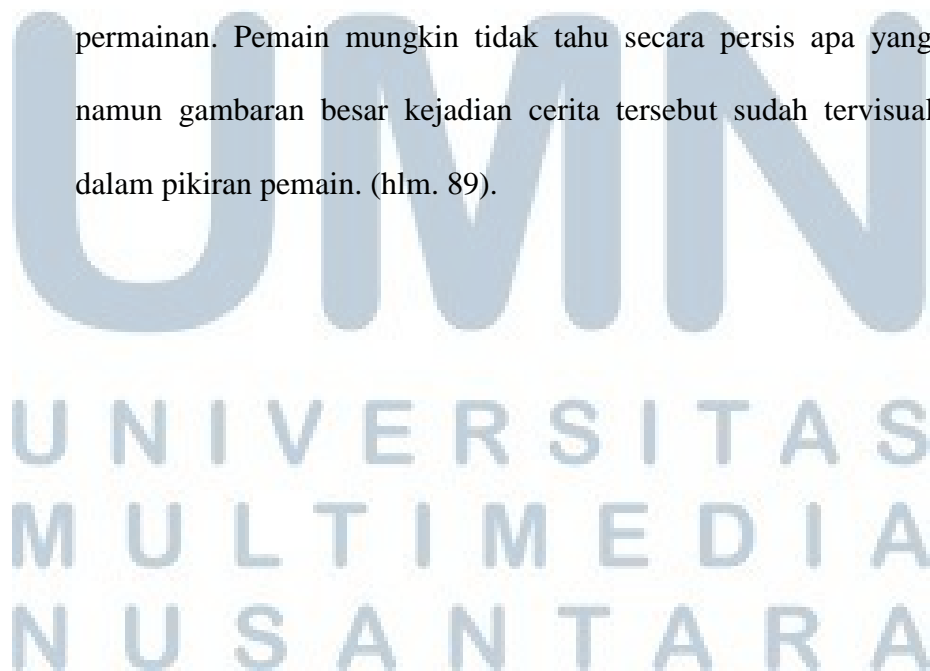 permainan. Pemain mungkin tidak tahu secara persis apa yang
namun gambaran besar kejadian cerita tersebut sudah tervisual
dalam pikiran pemain. (hlm. 89).
UMN
UNIVERSITAS
MULTIMEDIA
NUSANTARA